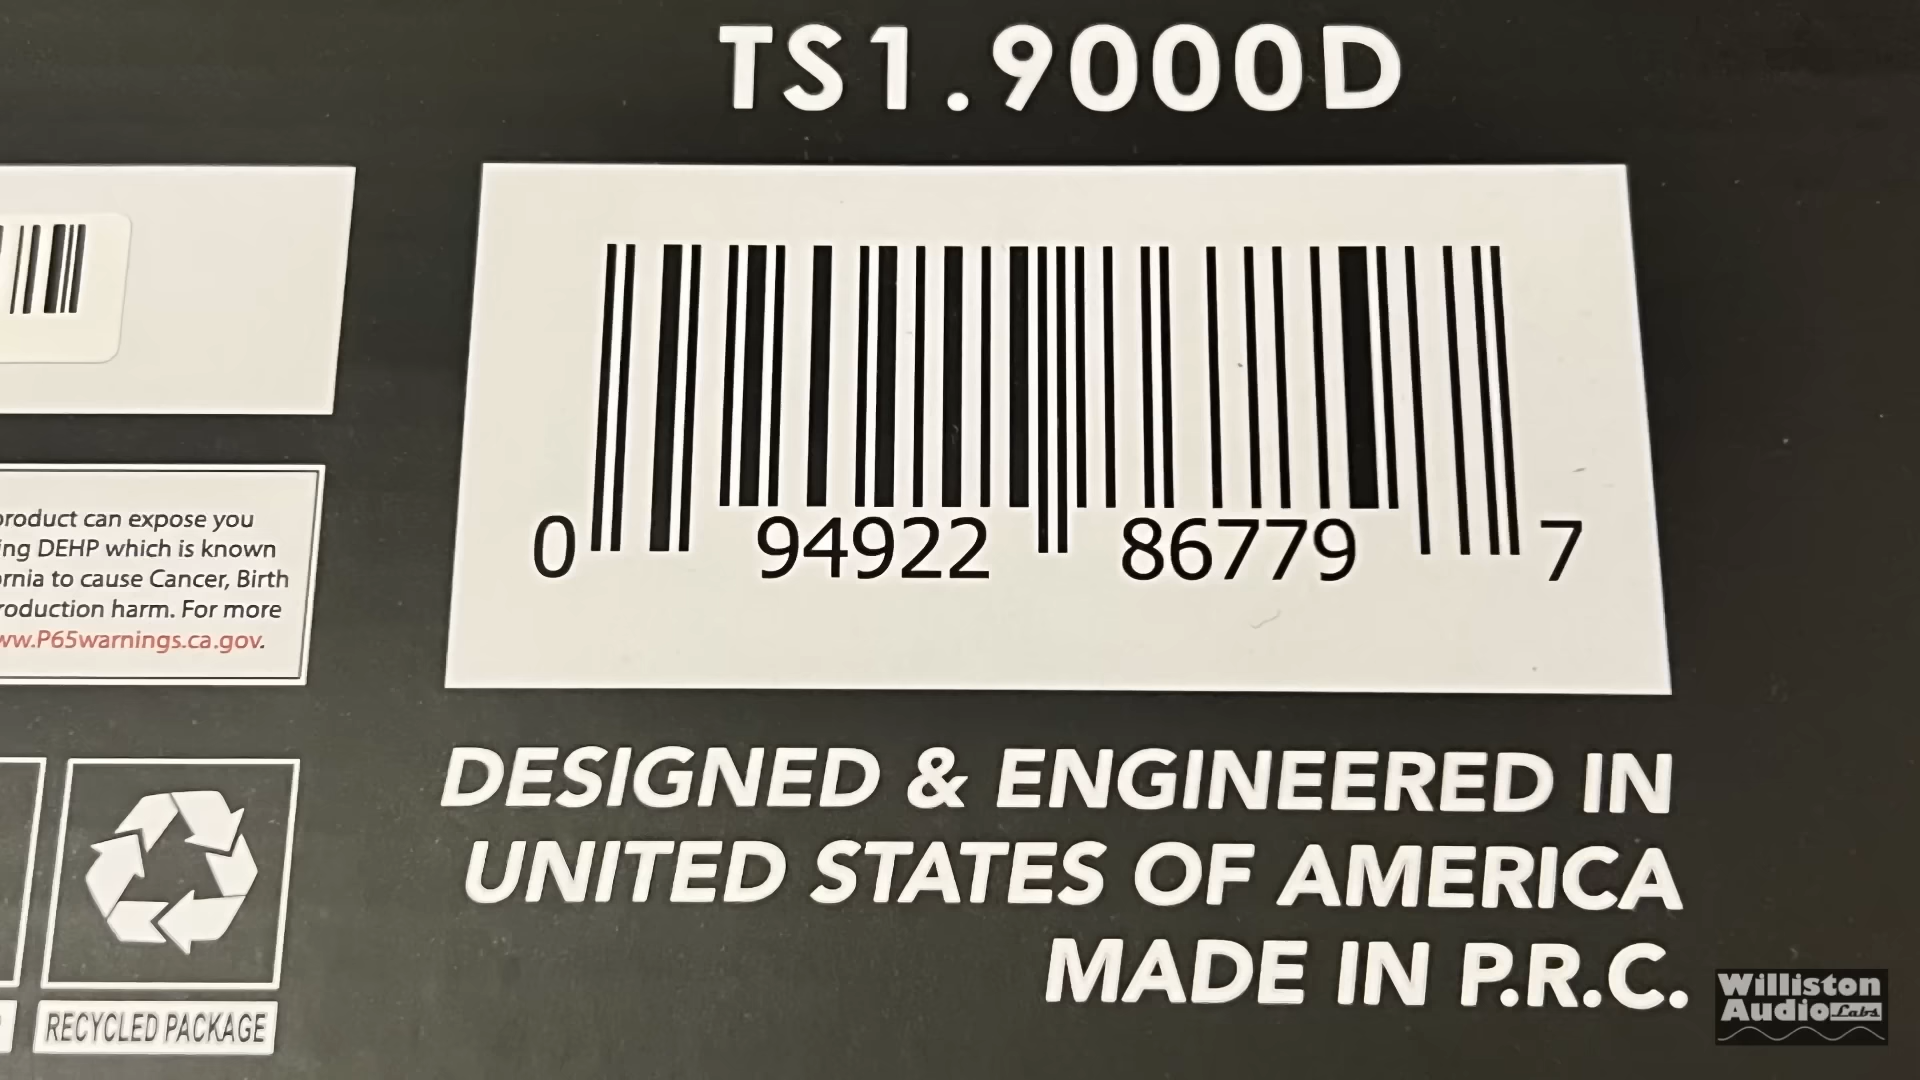 TS1.9000D
0 94922 86779 7
product can expose you
ing DEHP which is known
ornia to cause Cancer, Birth
roduction harm. For more
ww.P65warnings.ca.gov.
DESIGNED & ENGINEERED IN
UNITED STATES OF AMERICA
MADE IN P.R.C.
RECYCLED PACKAGE
Williston
Audio Labs